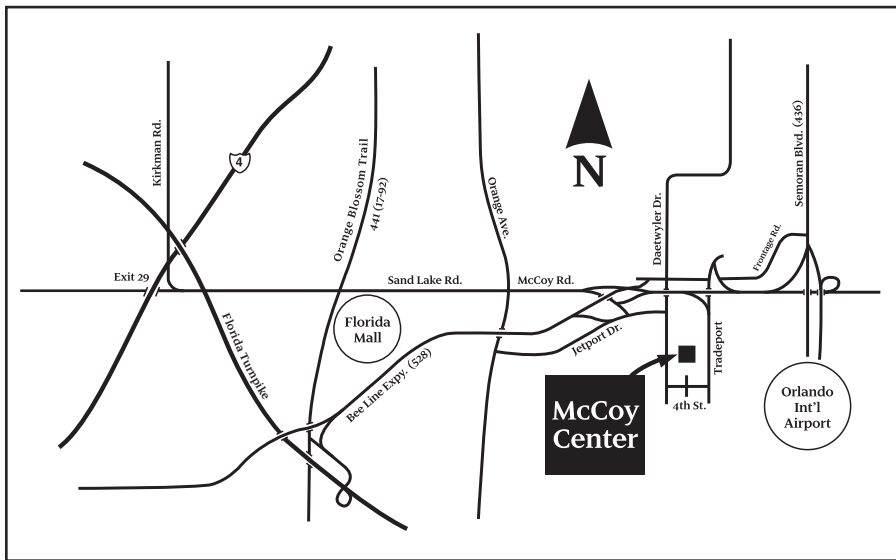 Kirkman Rd.
4
Orange Blossom Trail
441 (17-92)
Orange Ave.
N
Daetwyler Dr.
Semoran Blvd. (436)
Frontage Rd.
Exit 29
Sand Lake Rd.
McCoy Rd.
Florida
Mall
Florida Turnpike
Bee Line Expy. (528)
Jetport Dr.
Tradeport
McCoy
Center
4th St.
Orlando
Int'l
Airport